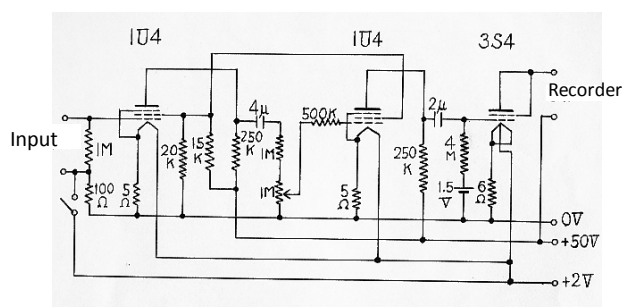 1U4
1U4
3S4
Input
Recorder
4μ
500K
2μ
1M
20
K
15
K
250
K
1M
1M
250
K
4
M
1.5
V
100
Ω
5
Ω
5
Ω
6
Ω
0V
+50V
+2V